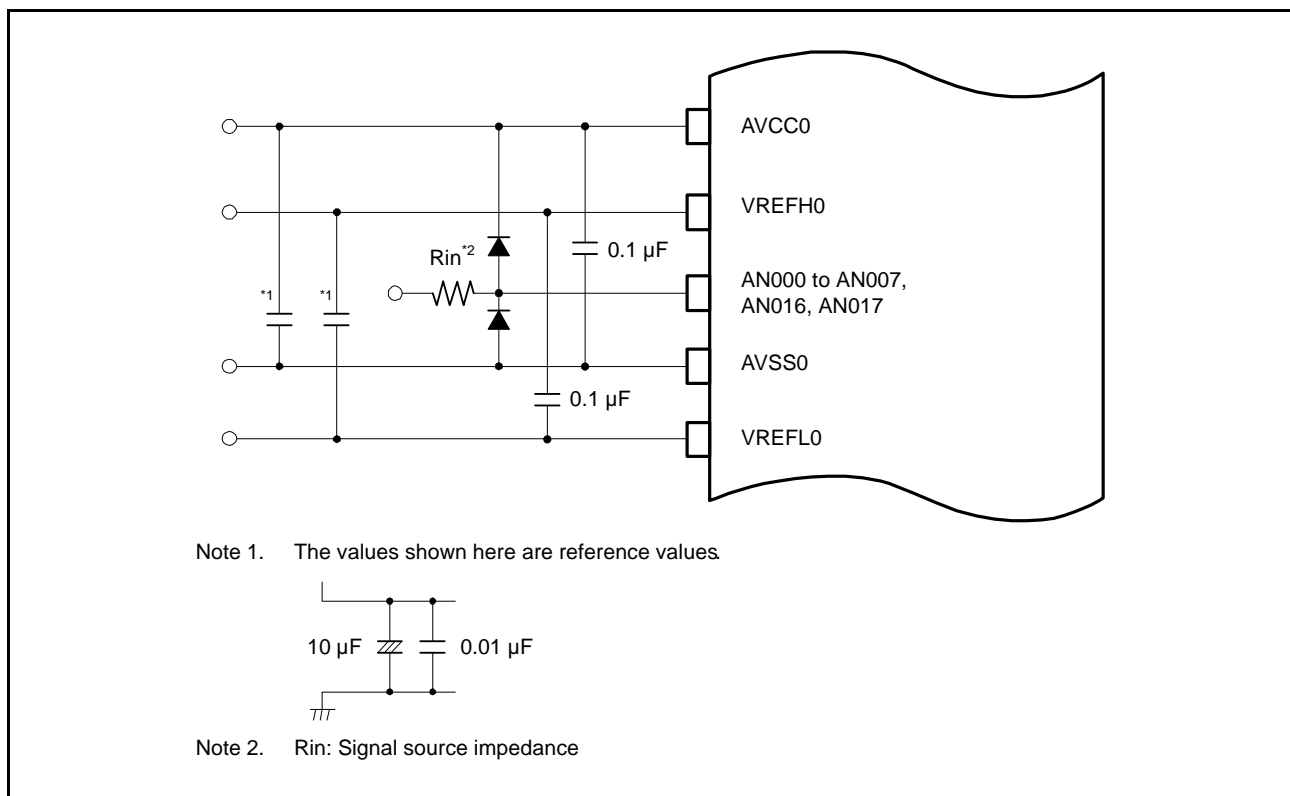 AVCC0
VREFH0
Rin*2
0.1 µF
*1
*1
AN000 to AN007,
AN016, AN017
AVSS0
0.1 µF
VREFL0
Note 1. The values shown here are reference values.
10 µF
0.01 µF
Note 2. Rin: Signal source impedance